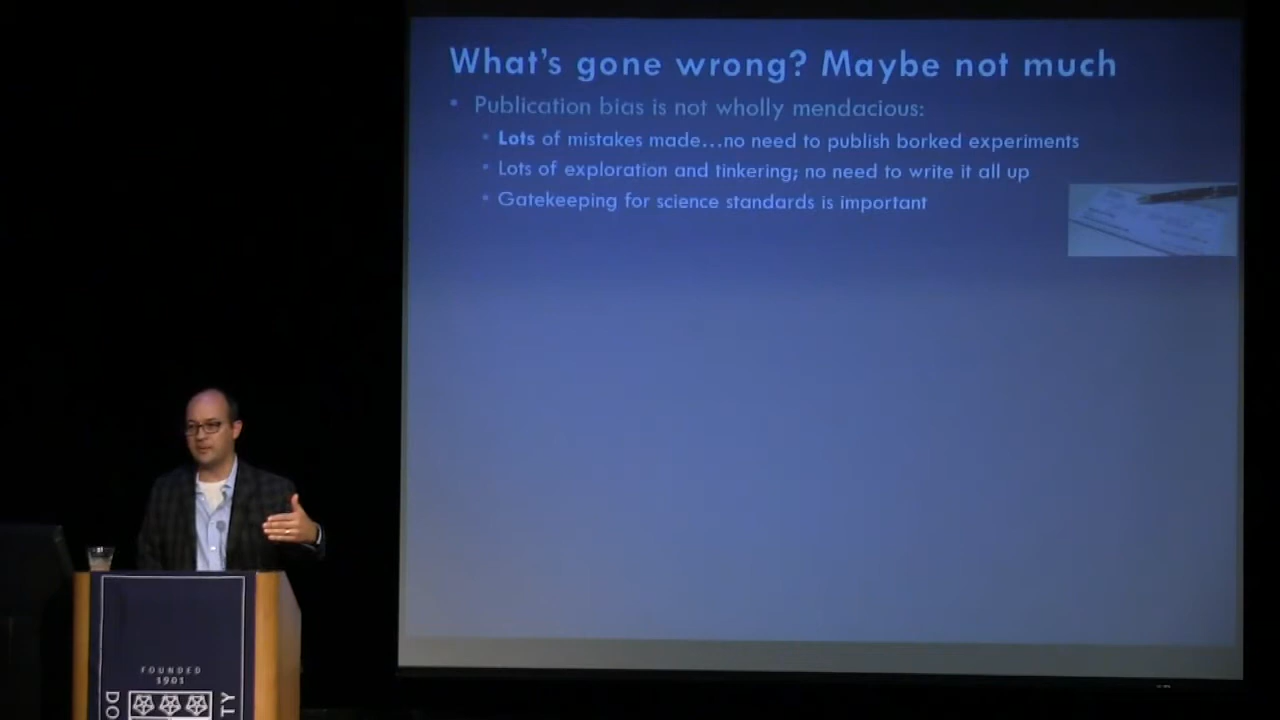 What's gone wrong? Maybe not much
• Publication bias is not wholly mendacious:
• Lots of mistakes made...no need to publish borked experiments
• Lots of exploration and tinkering; no need to write it all up
• Gatekeeping for science standards is important
FOUNDED
1901
DO
TY